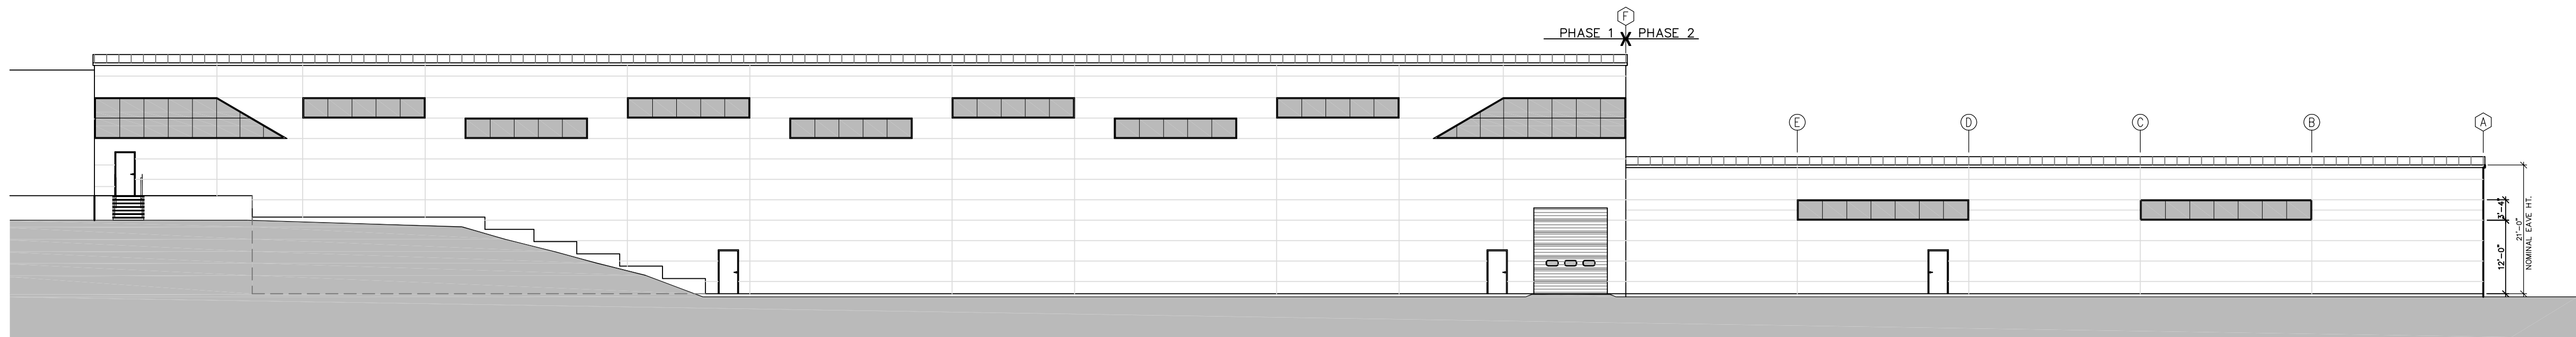 F
PHASE 1 PHASE 2
E
D
C
B
A
3'-4"
12'-0"
21'-0"
NOMINAL EAVE HT.